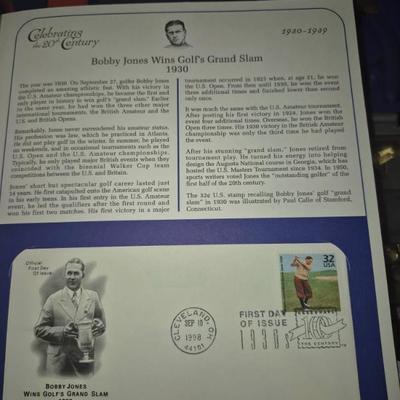 Celebrating
the 20th Century
1930-1939
Bobby Jones Wins Golf's Grand Slam
1930
The year was 1930. On September 27, golfer Bobby Jones
completed an amazing athletic feat. With his victory in
the U.S. Amateur championships, he became the first and
only player in history to win golf's "grand slam." Earlier
in the same year, he had won the three other major
international tournaments, the British Amateur and the
U.S. and British Opens.
Remarkably, Jones never surrendered his amateur status.
His profession was law, which he practiced in Atlanta.
He did not play golf in the winter. In summer, he played
on weekends, and in occasional tournaments such as the
U.S. Open and the U.S. Amateur championships.
Typically, he only played major British events when they
coincided with the biennial Walker Cup team
competitions between the U.S. and Britain.
Jones' short but spectacular golf career lasted just
14 years. He first catapulted onto the American golf scene
in his early teens. In his first entry in the U.S. Amateur
event, he led the qualifiers after the first round and
won his first two matches. His first victory in a major
tournament occurred in 1923 when, at age 21, he won
the U.S. Open. From then until 1930, he won the event
three additional times and finished lower than second
only once.
It was much the same with the U.S. Amateur tournament.
After posting his first victory in 1924, Jones won the
event four additional times. Overseas, he won the British
Open three times. His 1930 victory in the British Amateur
championship was only the third time he had played
the event.
After his stunning "grand slam," Jones retired from
tournament play. He turned his energy into helping
design the Augusta National course in Georgia, which has
hosted the U.S. Masters Tournament since 1934. In 1950,
sports writers voted Jones the "outstanding golfer" of the
first half of the 20th century.
The 32¢ U.S. stamp recalling Bobby Jones' golf "grand
slam" in 1930 was illustrated by Paul Calle of Stamford,
Connecticut.
Official
First Day
Of Issue
32
USA
CLEVELAND, OH
SEP 18
1998
44101
FIRST DAY
OF ISSUE
1930s
CELEBRATE
THE CENTURY
BOBBY JONES
WINS GOLF'S GRAND SLAM
1930